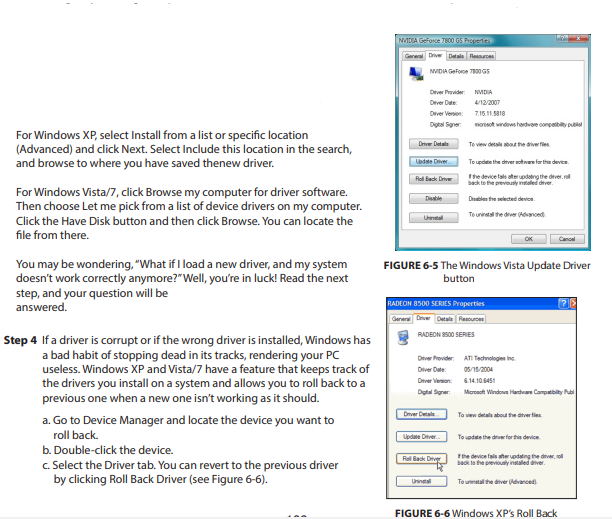 For Windows XP, select Install from a list or specific location
(Advanced) and click Next. Select Include this location in the search,
and browse to where you have saved thenew driver.
For Windows Vista/7, click Browse my computer for driver software.
Then choose Let me pick from a list of device drivers on my computer.
Click the Have Disk button and then click Browse. You can locate the
file from there.
You may be wondering, “What if I load a new driver, and my system
doesn’t work correctly anymore?” Well, you’re in luck! Read the next
step, and your question will be
answered.
Step 4 If a driver is corrupt or if the wrong driver is installed, Windows has
a bad habit of stopping dead in its tracks, rendering your PC
useless. Windows XP and Vista/7 have a feature that keeps track of
the drivers you install on a system and allows you to roll back to a
previous one when a new one isn’t working as it should.
a. Go to Device Manager and locate the device you want to
roll back.
b. Double-click the device.
c. Select the Driver tab. You can revert to the previous driver
by clicking Roll Back Driver (see Figure 6-6).
NVIDIA GeForce 7800 GS Properties
General Driver Details Resources
NVIDIA GeForce 7800 GS
Driver Provider: NVIDIA
Driver Date: 4/12/2007
Driver Version: 7.15.11.5818
Digital Signer: microsoft windows hardware compatibility publisl
Driver Details To view details about the driver files.
Update Driver... To update the driver software for this device.
Roll Back Driver If the device fails after updating the driver, roll
back to the previously installed driver.
Disable Disables the selected device.
Uninstall To uninstall the driver (Advanced).
OK Cancel
FIGURE 6-5 The Windows Vista Update Driver
button
RADEON 8500 SERIES Properties
General Driver Details Resources
RADEON 8500 SERIES
Driver Provider: ATI Technologies Inc.
Driver Date: 05/15/2004
Driver Version: 6.14.10.6451
Digital Signer: Microsoft Windows Hardware Compatibility Publ
Driver Details... To view details about the driver files.
Update Driver... To update the driver for this device.
Roll Back Driver If the device fails after updating the driver, roll
back to the previously installed driver.
Uninstall To uninstall the driver (Advanced).
FIGURE 6-6 Windows XP’s Roll Back